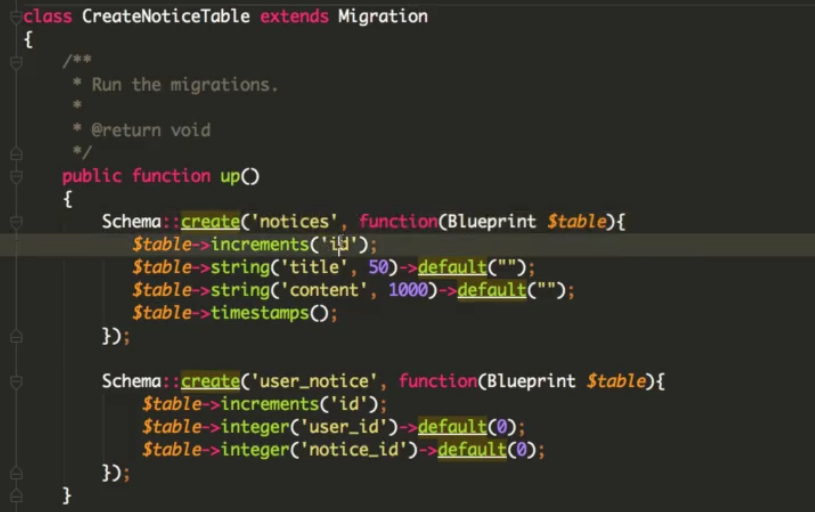 class CreateNoticeTable extends Migration
{
/**
* Run the migrations.
*
* @return void
*/
public function up()
{
Schema::create('notices', function(Blueprint $table){
$table->increments('id');
$table->string('title', 50)->default("");
$table->string('content', 1000)->default("");
$table->timestamps();
});
Schema::create('user_notice', function(Blueprint $table){
$table->increments('id');
$table->integer('user_id')->default(0);
$table->integer('notice_id')->default(0);
});
}